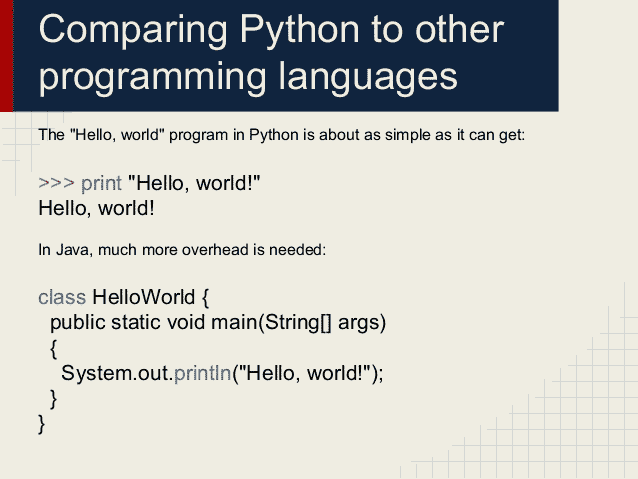 Comparing Python to other
programming languages
The "Hello, world" program in Python is about as simple as it can get:
>>> print "Hello, world!"
Hello, world!
In Java, much more overhead is needed:
class HelloWorld {
  public static void main(String[] args)
  {
    System.out.println("Hello, world!");
  }
}